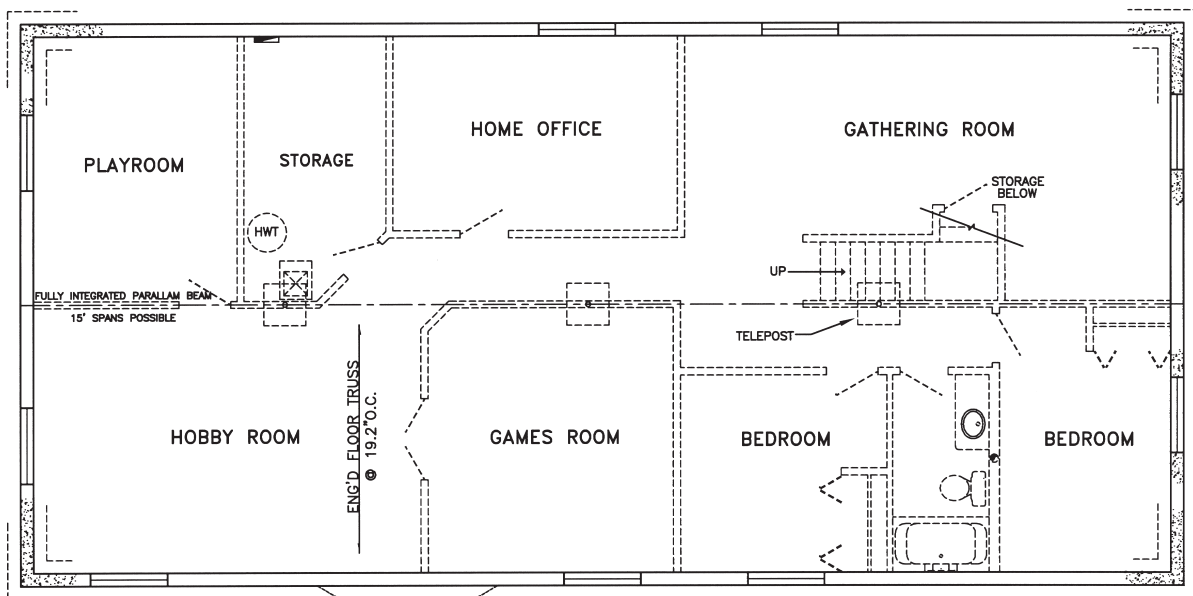 HOME OFFICE
GATHERING ROOM
PLAYROOM
STORAGE
STORAGE
BELOW
HWT
UP
FULLY INTEGRATED PARALLAM BEAM
15' SPANS POSSIBLE
TELEPOST
ENG'D FLOOR TRUSS
@ 19.2"O.C.
HOBBY ROOM
GAMES ROOM
BEDROOM
BEDROOM